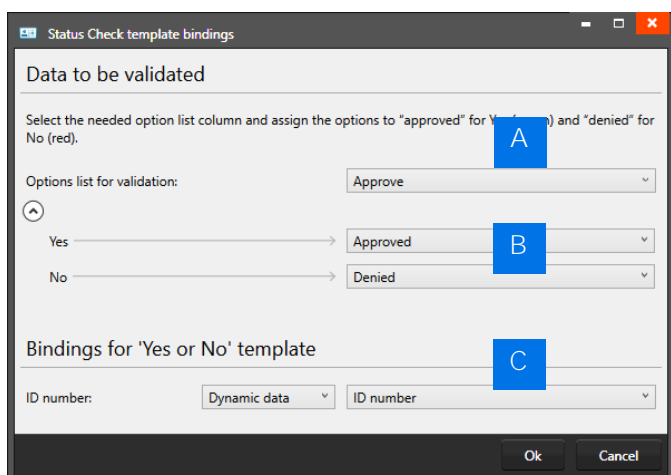 Status Check template bindings
Data to be validated
Select the needed option list column and assign the options to “approved” for ) and “denied” for
No (red).
A
Options list for validation: Approve
Yes Approved
B
No Denied
Bindings for 'Yes or No' template
C
ID number: Dynamic data ID number
Ok Cancel